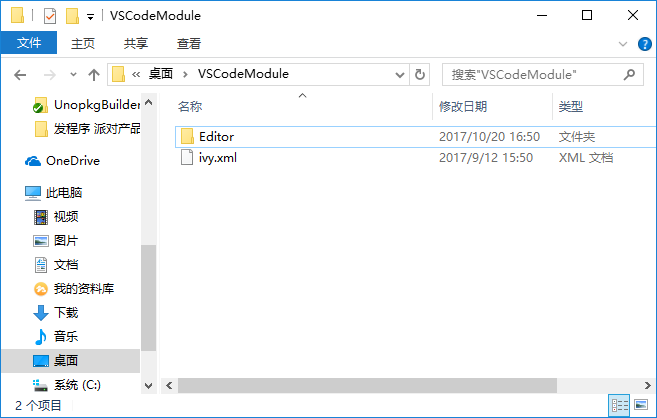 VSCodeModule
文件 主页 共享 查看
« 桌面 > VSCodeModule 搜索"VSCodeModule"
UnopkgBuilder
发程序 派对产品
OneDrive
此电脑
视频
图片
文档
我的资料库
下载
音乐
桌面
系统 (C:)
名称 修改日期 类型
Editor 2017/10/20 16:50 文件夹
ivy.xml 2017/9/12 15:50 XML 文档
2 个项目